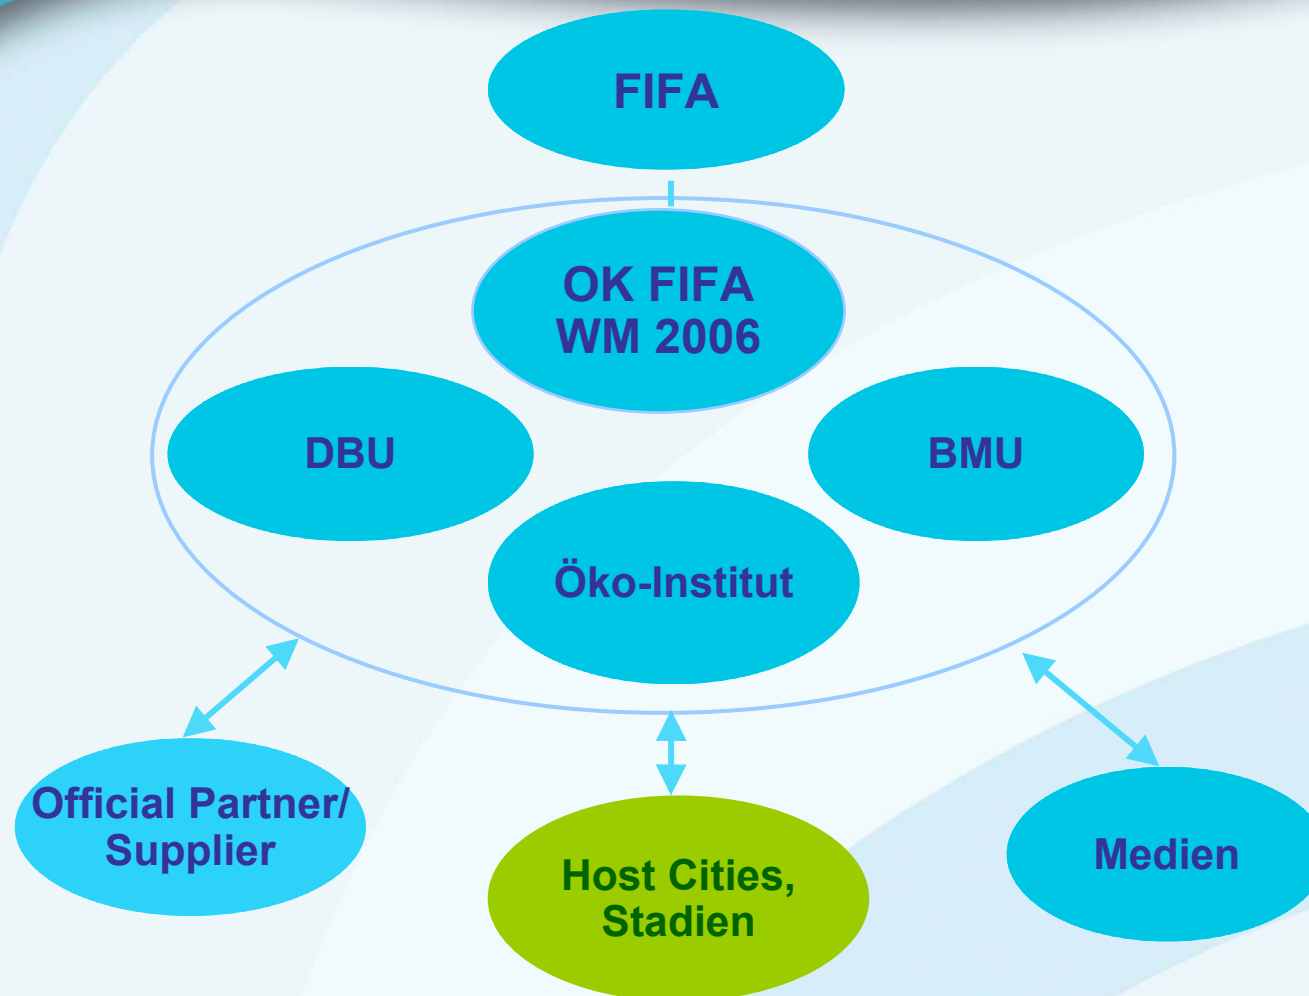 FIFA
OK FIFA
WM 2006
DBU
BMU
Öko-Institut
Official Partner/
Supplier
Host Cities,
Stadien
Medien